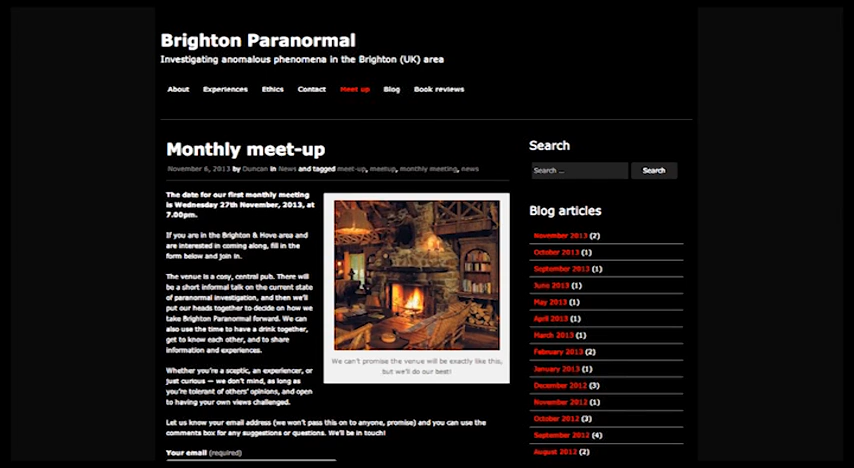 Brighton Paranormal
Investigating anomalous phenomena in the Brighton (UK) area
About Experiences Ethics Contact Meet up Blog Book reviews
Monthly meet-up
November 6, 2013 by Duncan in News and tagged meet-up, meetup, monthly meeting, news
The date for our first monthly meeting
is Wednesday 27th November, 2013, at
7.00pm.
If you are in the Brighton & Hove area and
are interested in coming along, fill in the
form below and join in.
The venue is a cosy, central pub. There will
be a short informal talk on the current state
of paranormal investigation, and then we'll
put our heads together to decide on how we
take Brighton Paranormal forward. We can
also use the time to have a drink together,
get to know each other, and to share
information and experiences.
Whether you're a sceptic, an experiencer, or
just curious — we don't mind, as long as
you're tolerant of others' opinions, and open
to having your own views challenged.
We can't promise the venue will be exactly like this,
but we'll do our best!
Let us know your email address (we won't pass this on to anyone, promise) and you can use the
comments box for any suggestions or questions. We'll be in touch!
Your email (required)
Search
Search ... Search
Blog articles
November 2013 (2)
October 2013 (1)
September 2013 (1)
June 2013 (1)
May 2013 (1)
April 2013 (1)
March 2013 (1)
February 2013 (2)
January 2013 (1)
December 2012 (3)
November 2012 (1)
October 2012 (3)
September 2012 (4)
August 2012 (2)